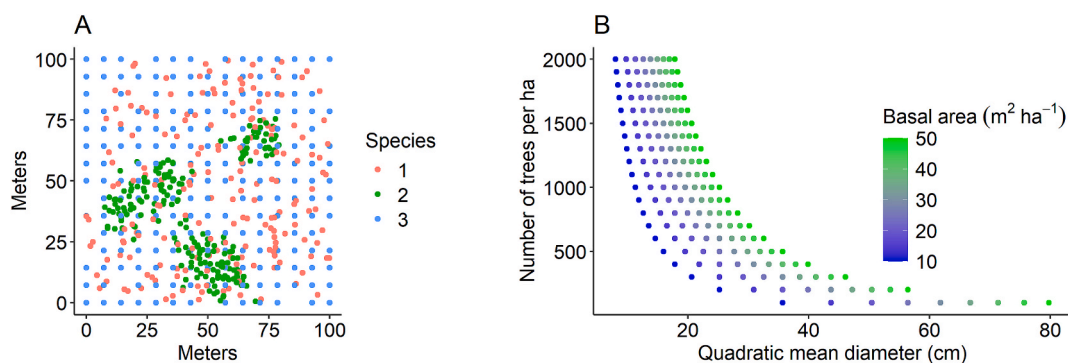 A
Meters
100
75
50
25
0
0 25 50 75 100
Meters
Species
1
2
3
B
Number of trees per ha
2000
1500
1000
500
20 40 60 80
Quadratic mean diameter (cm)
Basal area (m² ha⁻¹)
50
40
30
20
10